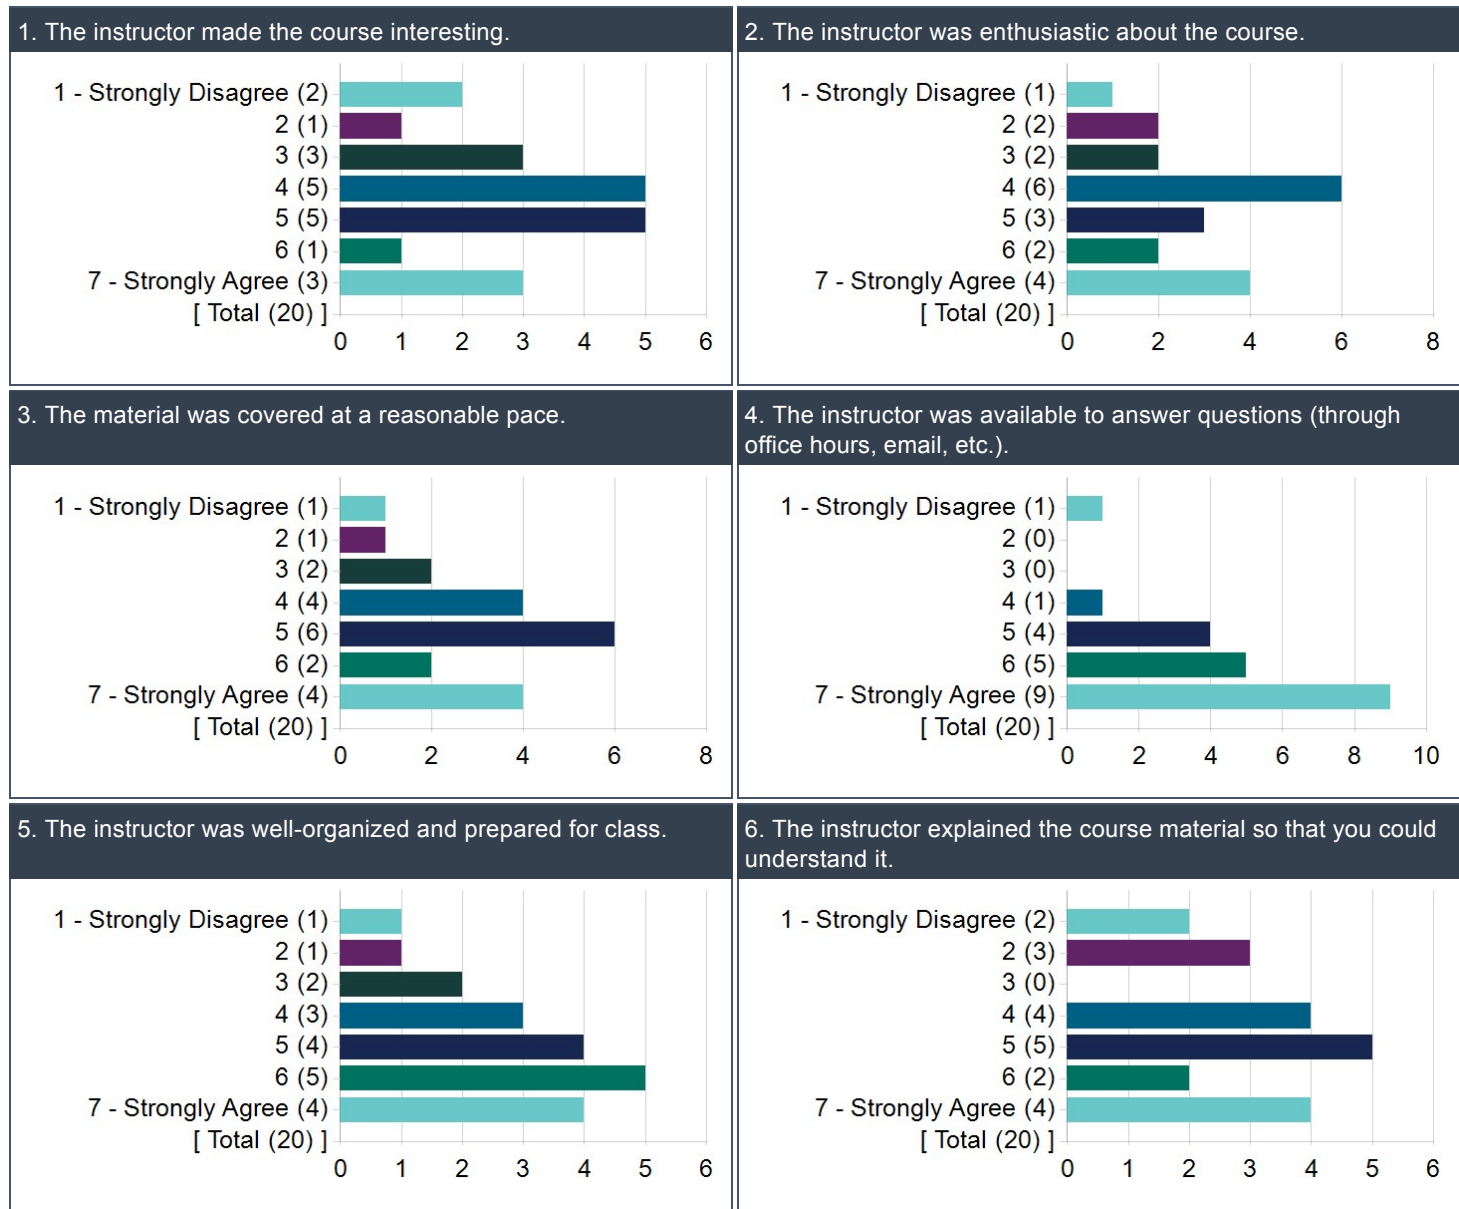 1. The instructor made the course interesting.
1 - Strongly Disagree (2)
2 (1)
3 (3)
4 (5)
5 (5)
6 (1)
7 - Strongly Agree (3)
[ Total (20) ]
0 1 2 3 4 5 6
2. The instructor was enthusiastic about the course.
1 - Strongly Disagree (1)
2 (2)
3 (2)
4 (6)
5 (3)
6 (2)
7 - Strongly Agree (4)
[ Total (20) ]
0 2 4 6 8
3. The material was covered at a reasonable pace.
1 - Strongly Disagree (1)
2 (1)
3 (2)
4 (4)
5 (6)
6 (2)
7 - Strongly Agree (4)
[ Total (20) ]
0 2 4 6 8
4. The instructor was available to answer questions (through
office hours, email, etc.).
1 - Strongly Disagree (1)
2 (0)
3 (0)
4 (1)
5 (4)
6 (5)
7 - Strongly Agree (9)
[ Total (20) ]
0 2 4 6 8 10
5. The instructor was well-organized and prepared for class.
1 - Strongly Disagree (1)
2 (1)
3 (2)
4 (3)
5 (4)
6 (5)
7 - Strongly Agree (4)
[ Total (20) ]
0 1 2 3 4 5 6
6. The instructor explained the course material so that you could
understand it.
1 - Strongly Disagree (2)
2 (3)
3 (0)
4 (4)
5 (5)
6 (2)
7 - Strongly Agree (4)
[ Total (20) ]
0 1 2 3 4 5 6